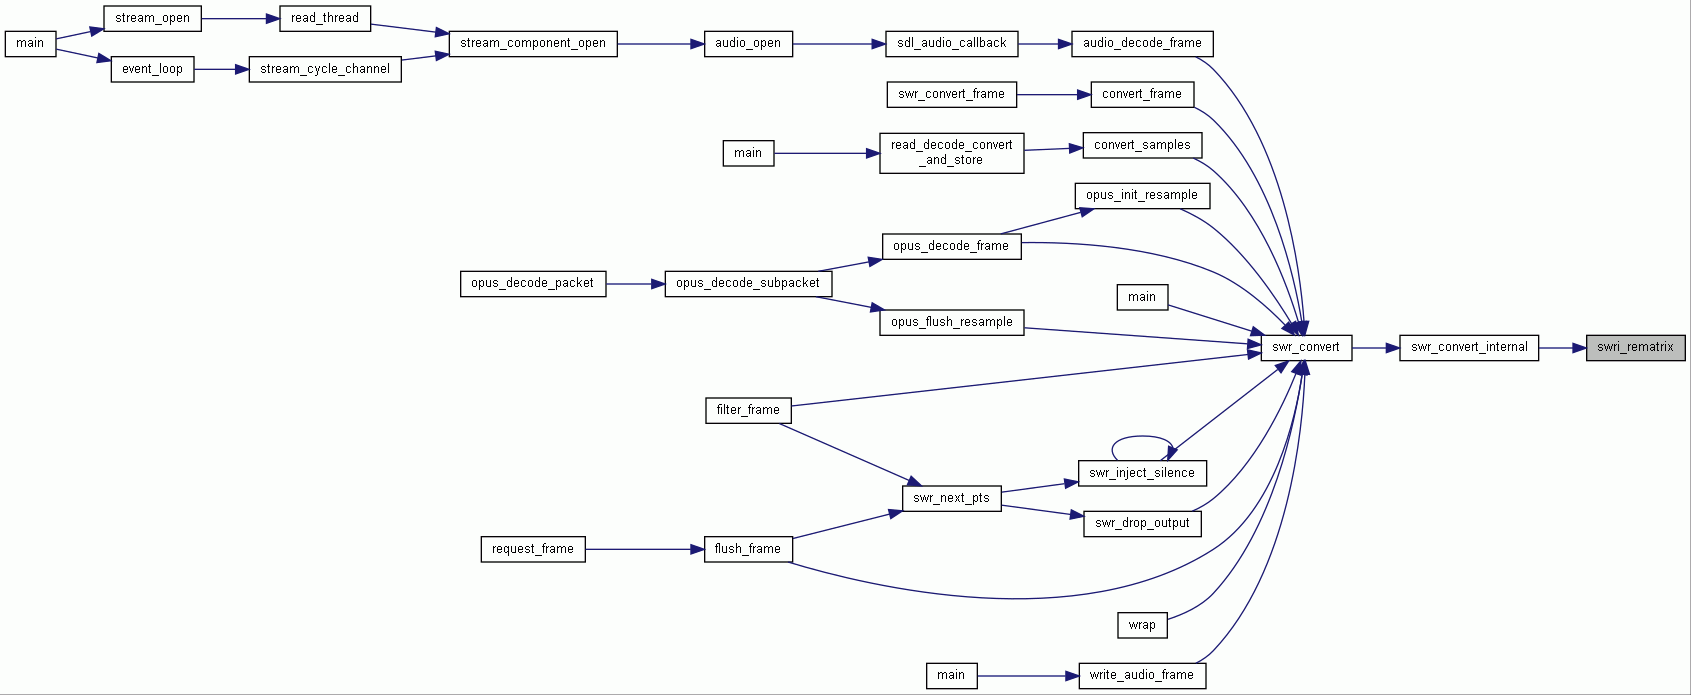 stream_open
read_thread
main
stream_component_open
audio_open
sdl_audio_callback
audio_decode_frame
event_loop
stream_cycle_channel
swr_convert_frame
convert_frame
main
read_decode_convert
_and_store
convert_samples
opus_init_resample
opus_decode_frame
opus_decode_packet
opus_decode_subpacket
main
opus_flush_resample
swr_convert
swr_convert_internal
swri_rematrix
filter_frame
swr_inject_silence
swr_next_pts
swr_drop_output
request_frame
flush_frame
wrap
main
write_audio_frame